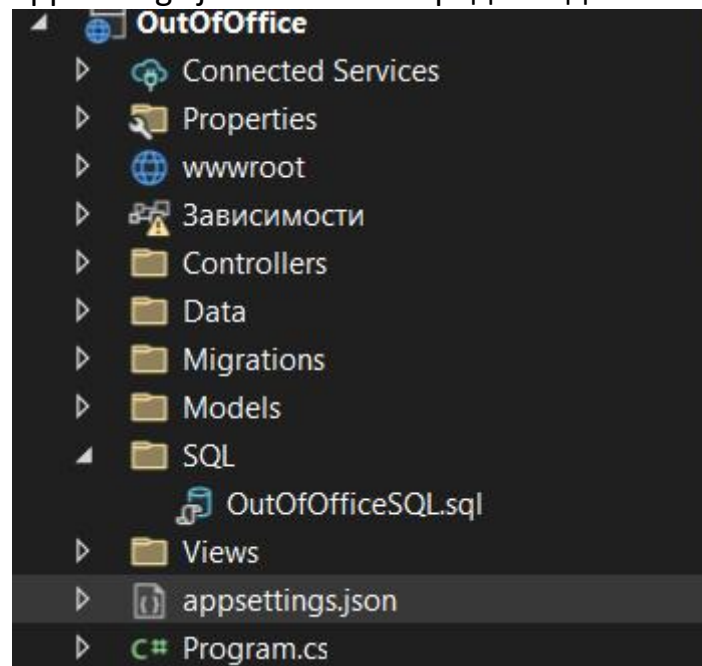 OutOfOffice
Connected Services
Properties
wwwroot
Зависимости
Controllers
Data
Migrations
Models
SQL
OutOfOfficeSQL.sql
Views
appsettings.json
C# Program.cs